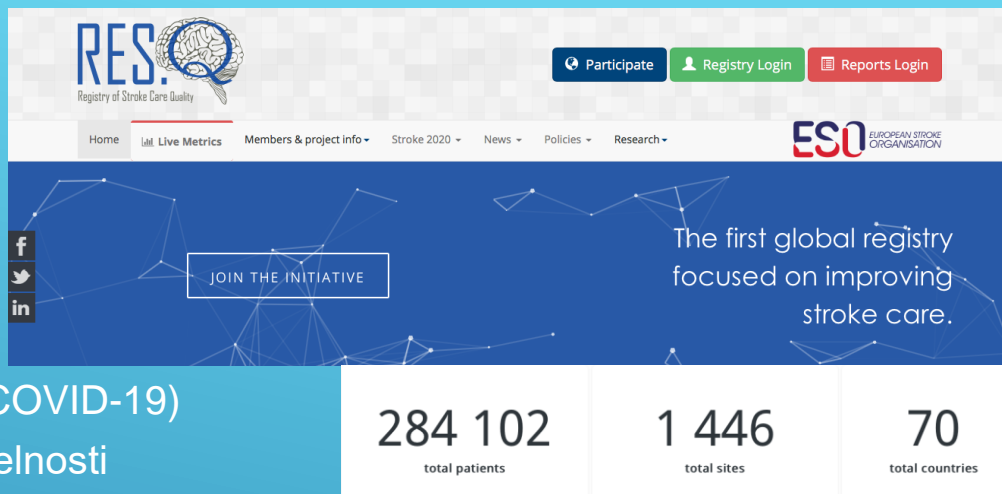 RES.Q
Registry of Stroke Care Quality
Participate
Registry Login
Reports Login
Home
Live Metrics
Members & project info
Stroke 2020
News
Policies
Research
ESO EUROPEAN STROKE
ORGANISATION
f
in
JOIN THE INITIATIVE
The first global registry
focused on improving
stroke care.
COVID-19)
elnosti
284 102
total patients
1 446
total sites
70
total countries